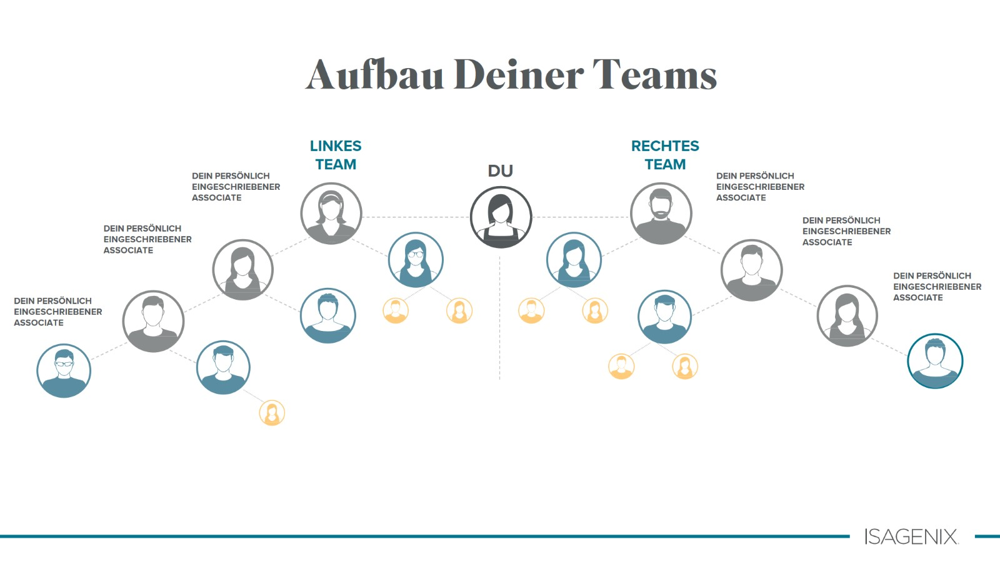 Aufbau Deiner Teams
LINKES
TEAM
RECHTES
TEAM
DU
DEIN PERSÖNLICH
EINGESCHRIEBENER
ASSOCIATE
DEIN PERSÖNLICH
EINGESCHRIEBENER
ASSOCIATE
DEIN PERSÖNLICH
EINGESCHRIEBENER
ASSOCIATE
DEIN PERSÖNLICH
EINGESCHRIEBENER
ASSOCIATE
DEIN PERSÖNLICH
EINGESCHRIEBENER
ASSOCIATE
DEIN PERSÖNLICH
EINGESCHRIEBENER
ASSOCIATE
ISAGENIX